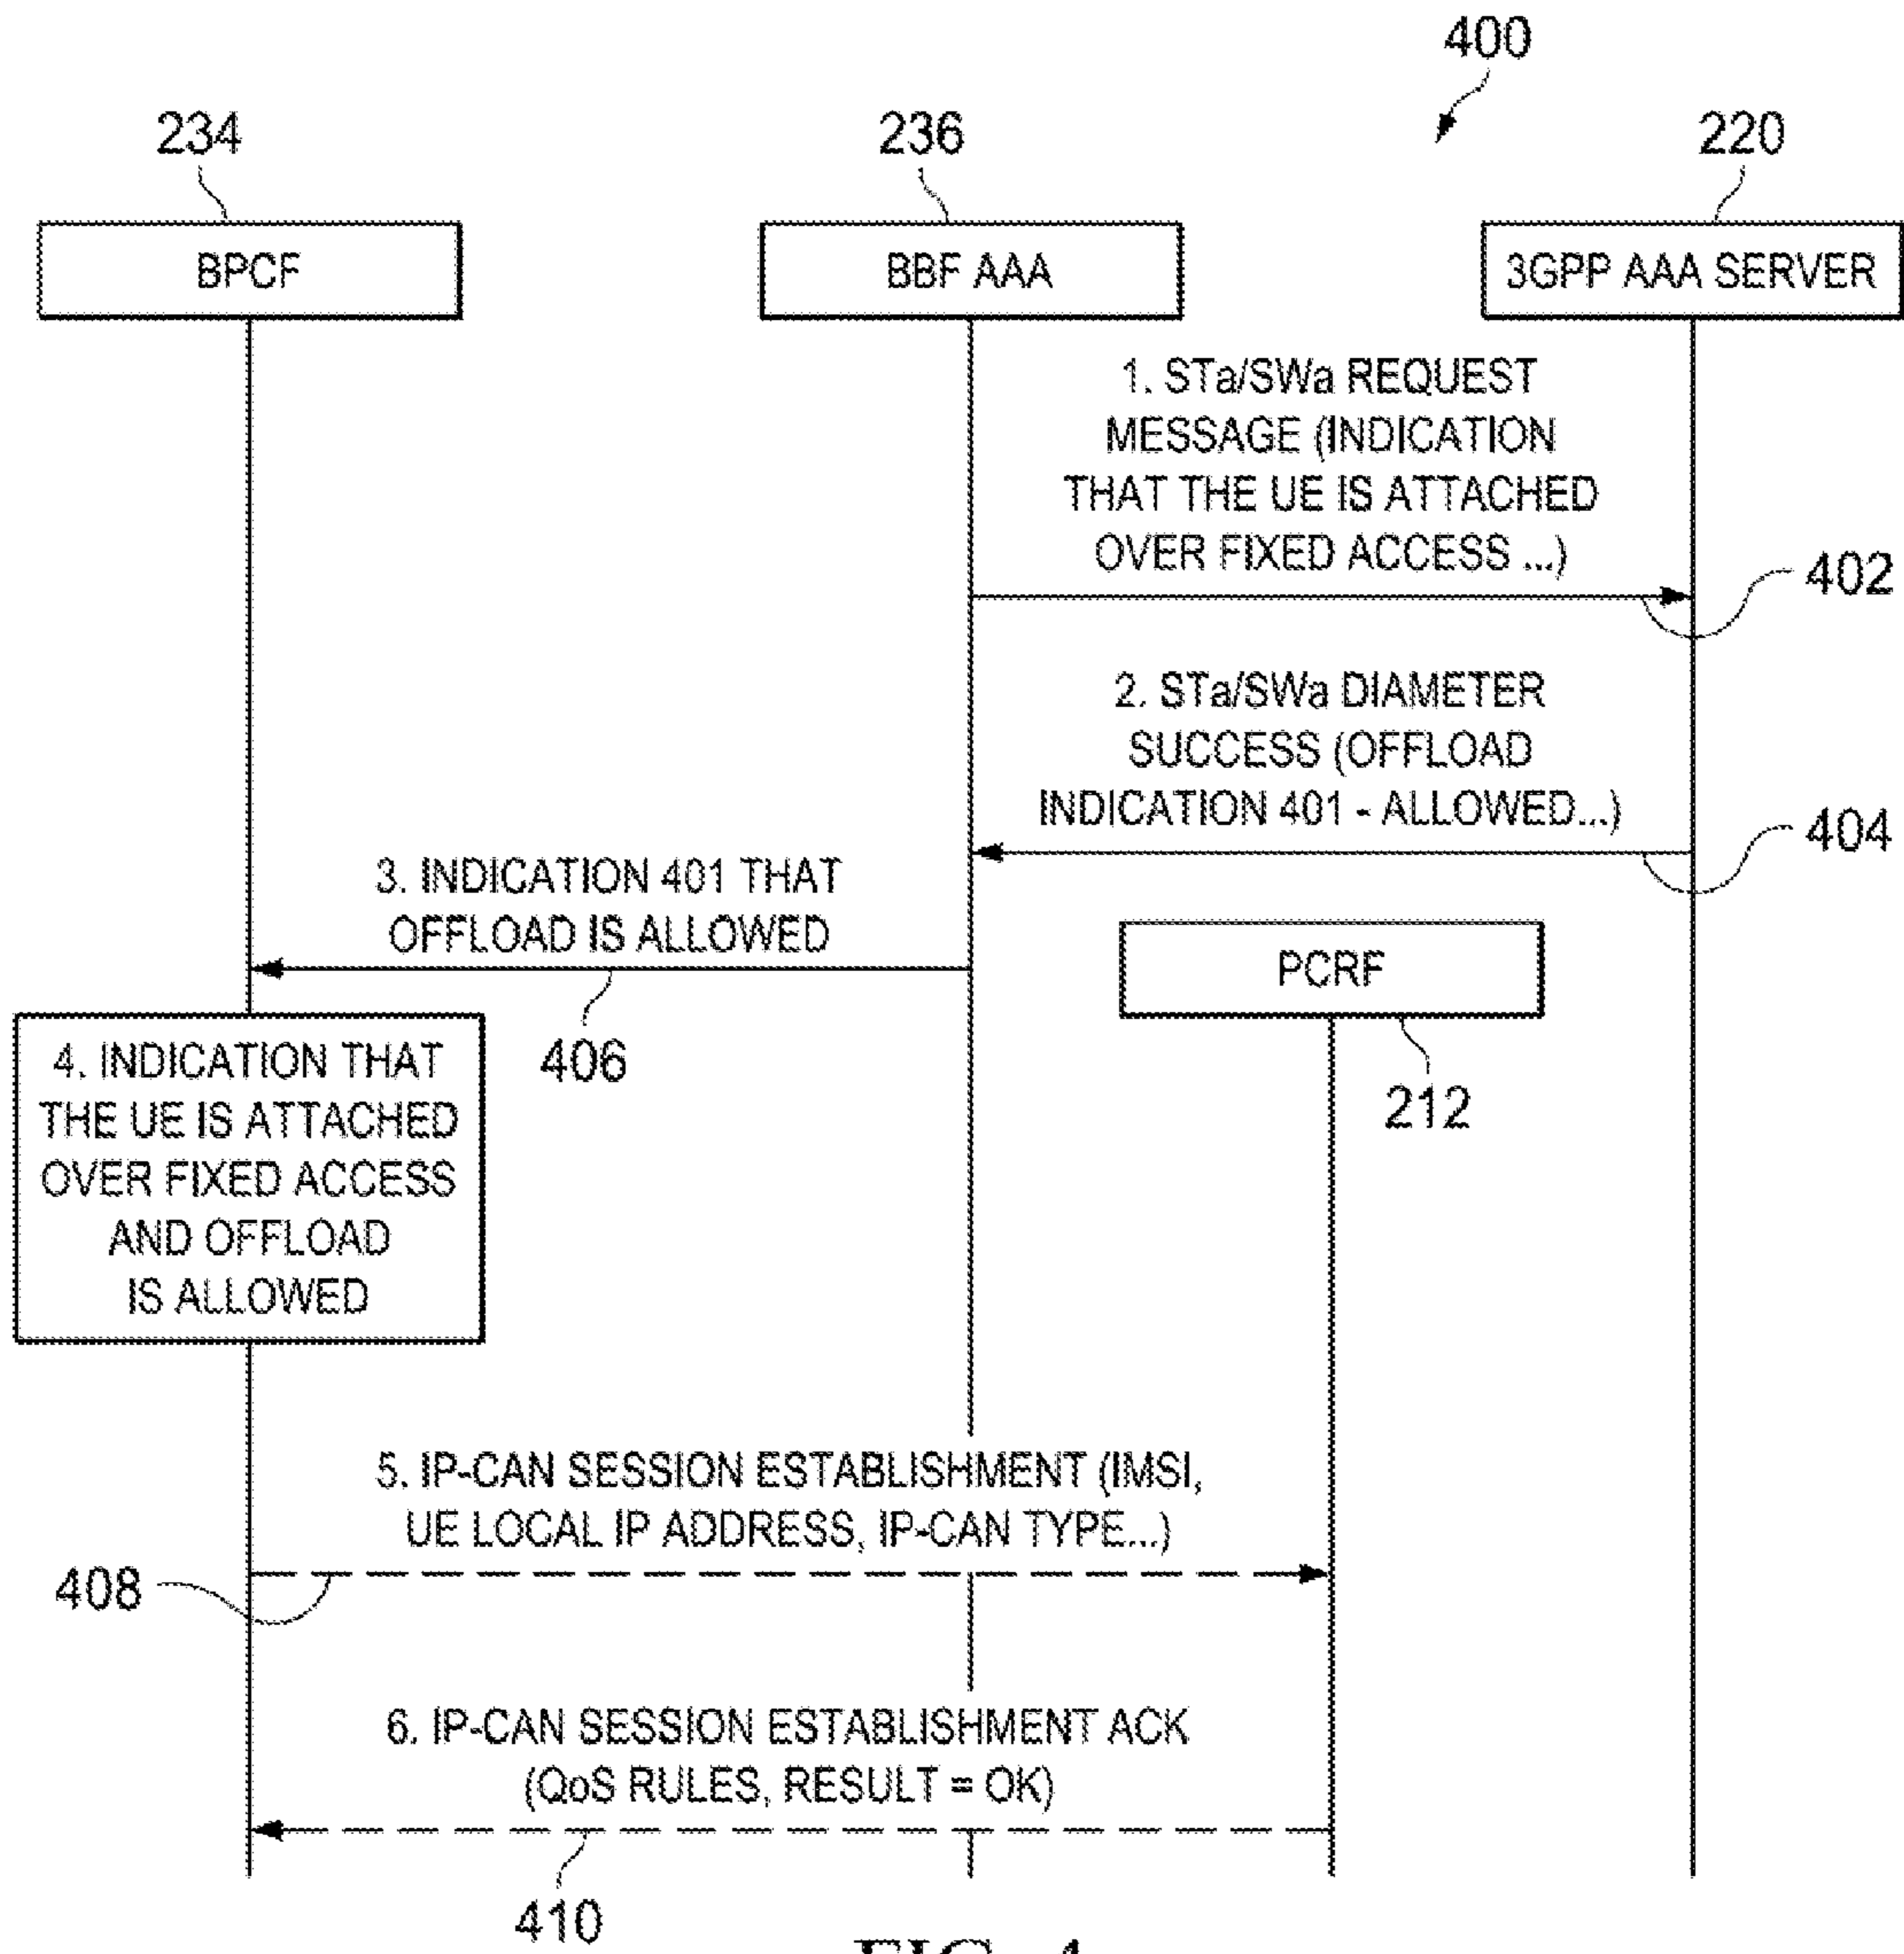 400
234
236
220
BPCF
BBF AAA
3GPP AAA SERVER
1. STa/SWa REQUEST
MESSAGE (INDICATION
THAT THE UE IS ATTACHED
OVER FIXED ACCESS ...)
402
2. STa/SWa DIAMETER
SUCCESS (OFFLOAD
INDICATION 401 - ALLOWED...)
404
3. INDICATION 401 THAT
OFFLOAD IS ALLOWED
406
PCRF
212
4. INDICATION THAT
THE UE IS ATTACHED
OVER FIXED ACCESS
AND OFFLOAD
IS ALLOWED
5. IP-CAN SESSION ESTABLISHMENT (IMSI,
UE LOCAL IP ADDRESS, IP-CAN TYPE...)
408
6. IP-CAN SESSION ESTABLISHMENT ACK
(QoS RULES, RESULT = OK)
410
FIG. 4